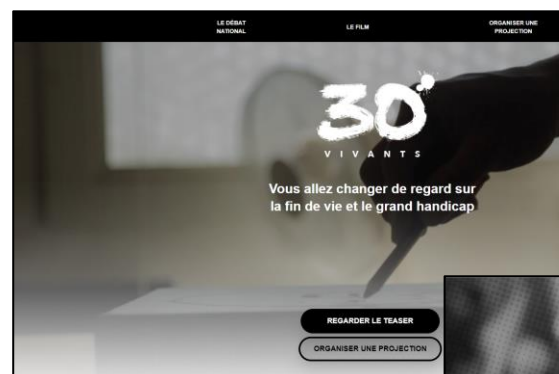 LE DÉBAT
NATIONAL
LE FILM
ORGANISER UNE
PROJECTION
30
VIVANTS
Vous allez changer de regard sur
la fin de vie et le grand handicap
REGARDER LE TEASER
ORGANISER UNE PROJECTION